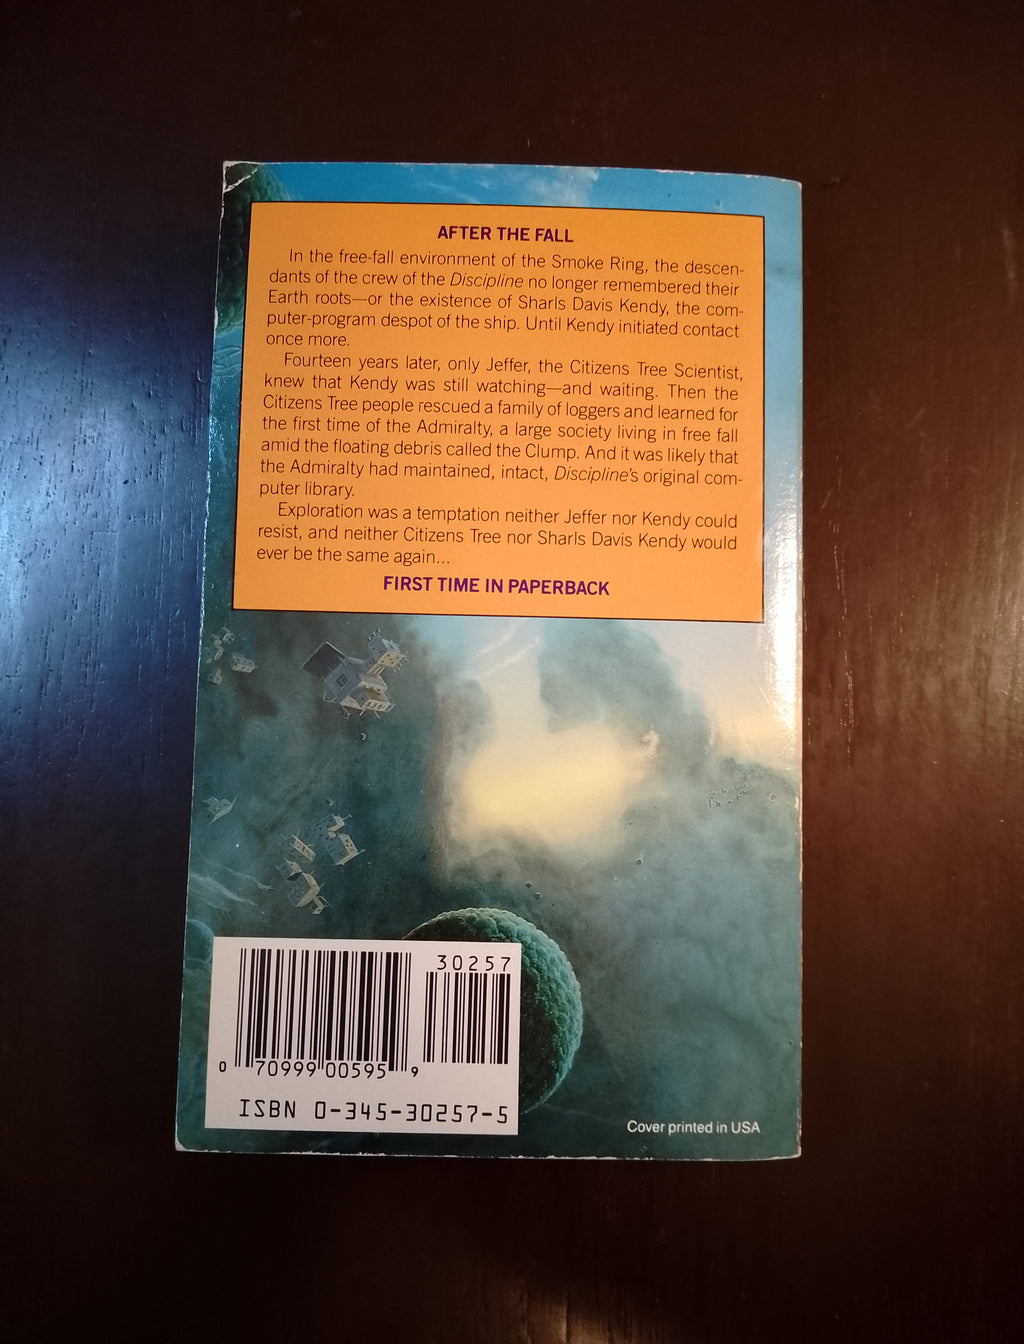 AFTER THE FALL
In the free-fall environment of the Smoke Ring, the descen-
dants of the crew of the Discipline no longer remembered their
Earth roots—or the existence of Sharls Davis Kendy, the com-
puter-program despot of the ship. Until Kendy initiated contact
once more.
Fourteen years later, only Jeffer, the Citizens Tree Scientist,
knew that Kendy was still watching—and waiting. Then the
Citizens Tree people rescued a family of loggers and learned for
the first time of the Admiralty, a large society living in free fall
amid the floating debris called the Clump. And it was likely that
the Admiralty had maintained, intact, Discipline's original com-
puter library.
Exploration was a temptation neither Jeffer nor Kendy could
resist, and neither Citizens Tree nor Sharls Davis Kendy would
ever be the same again...
FIRST TIME IN PAPERBACK
30257
0 70999 00595 9
ISBN 0-345-30257-5
Cover printed in USA